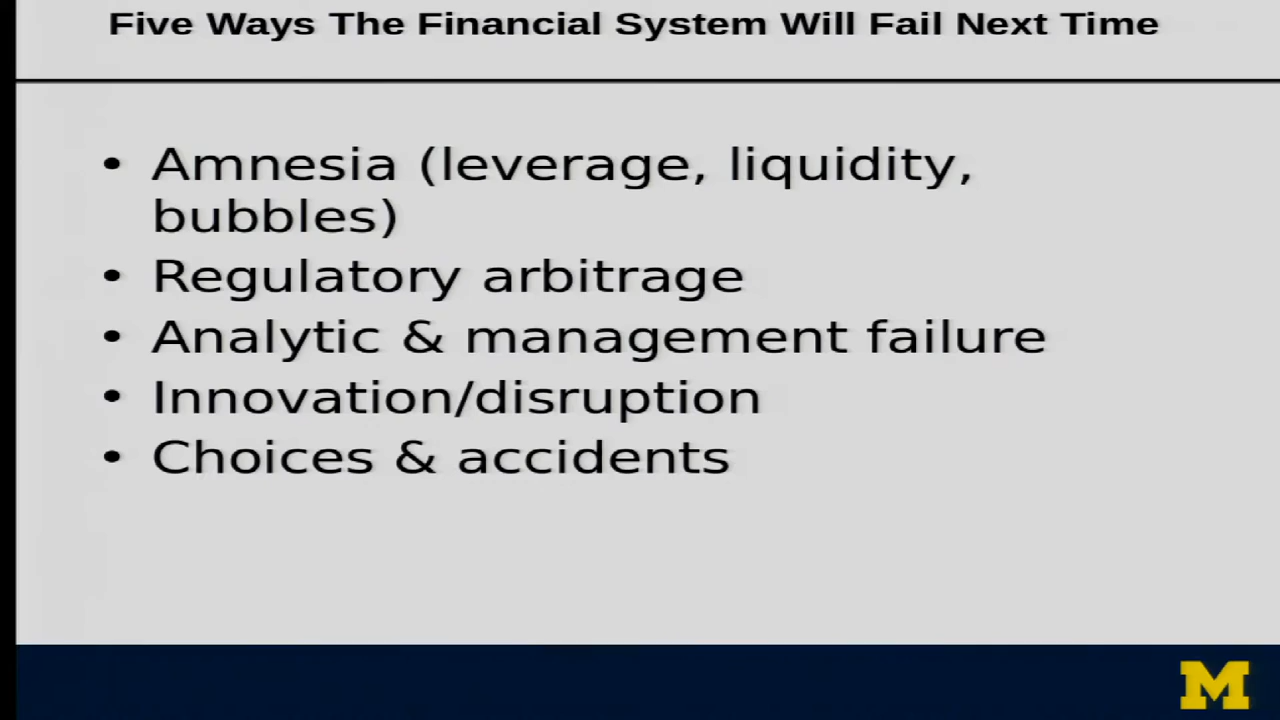 Five Ways The Financial System Will Fail Next Time
• Amnesia (leverage, liquidity,
bubbles)
• Regulatory arbitrage
• Analytic & management failure
• Innovation/disruption
• Choices & accidents
M